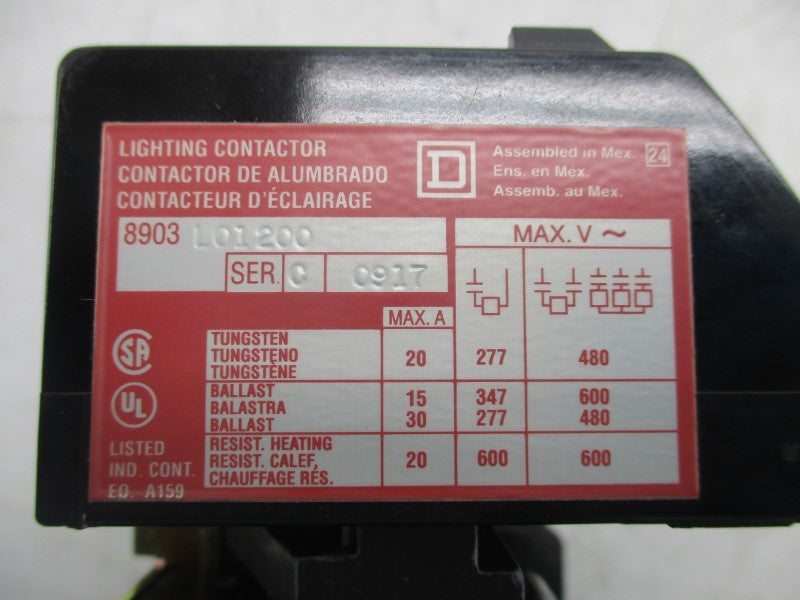 LIGHTING CONTACTOR
CONTACTOR DE ALUMBRADO
CONTACTEUR D'ÉCLAIRAGE
D
Assembled in Mex. 24
Ens. en Méx.
Assemb. au Mex.
8903 LO1200
SER. C 0917
MAX. V ~
MAX. A
TUNGSTEN
TUNGSTENO 20 277 480
TUNGSTÈNE
BALLAST 15 347 600
BALASTRA
BALLAST 30 277 480
RESIST. HEATING
RESIST. CALEF, 20 600 600
CHAUFFAGE RÉS.
SA
UL
LISTED
IND. CONT.
EQ. A159